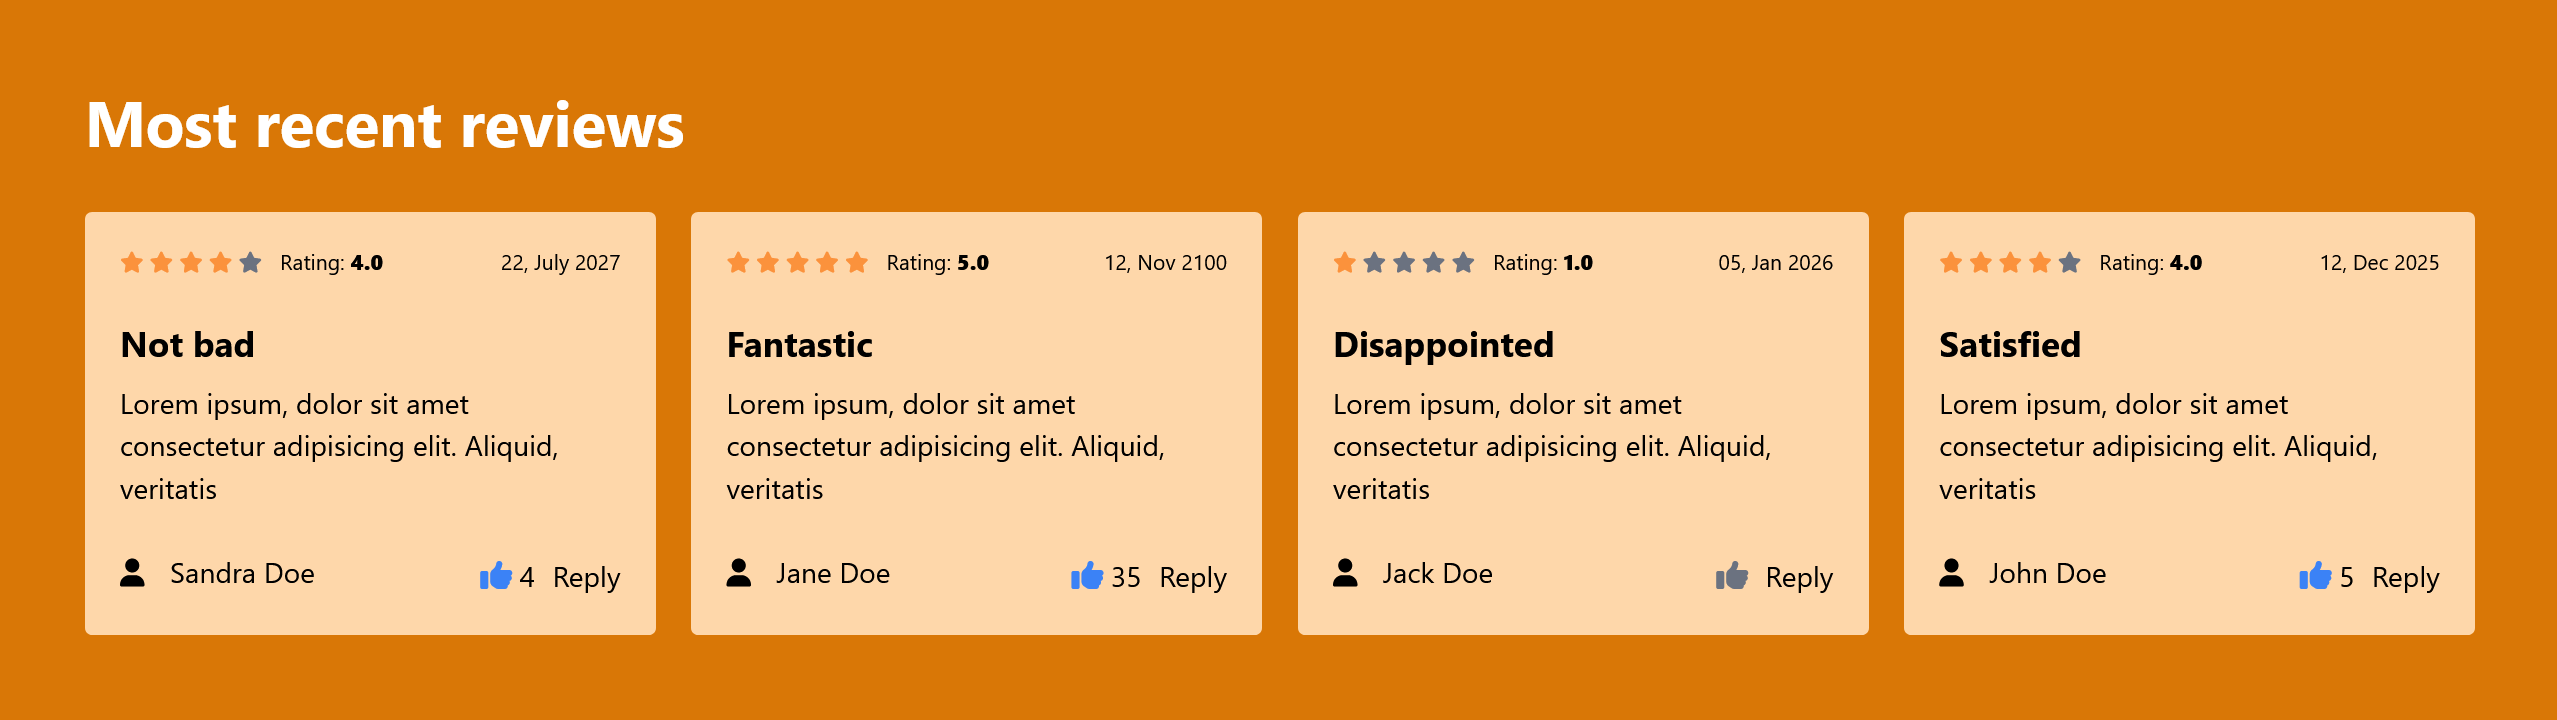 Most recent reviews
Rating: 4.0 22, July 2027
Not bad
Lorem ipsum, dolor sit amet
consectetur adipisicing elit. Aliquid,
veritatis
Sandra Doe 4 Reply
Rating: 5.0 12, Nov 2100
Fantastic
Lorem ipsum, dolor sit amet
consectetur adipisicing elit. Aliquid,
veritatis
Jane Doe 35 Reply
Rating: 1.0 05, Jan 2026
Disappointed
Lorem ipsum, dolor sit amet
consectetur adipisicing elit. Aliquid,
veritatis
Jack Doe Reply
Rating: 4.0 12, Dec 2025
Satisfied
Lorem ipsum, dolor sit amet
consectetur adipisicing elit. Aliquid,
veritatis
John Doe 5 Reply